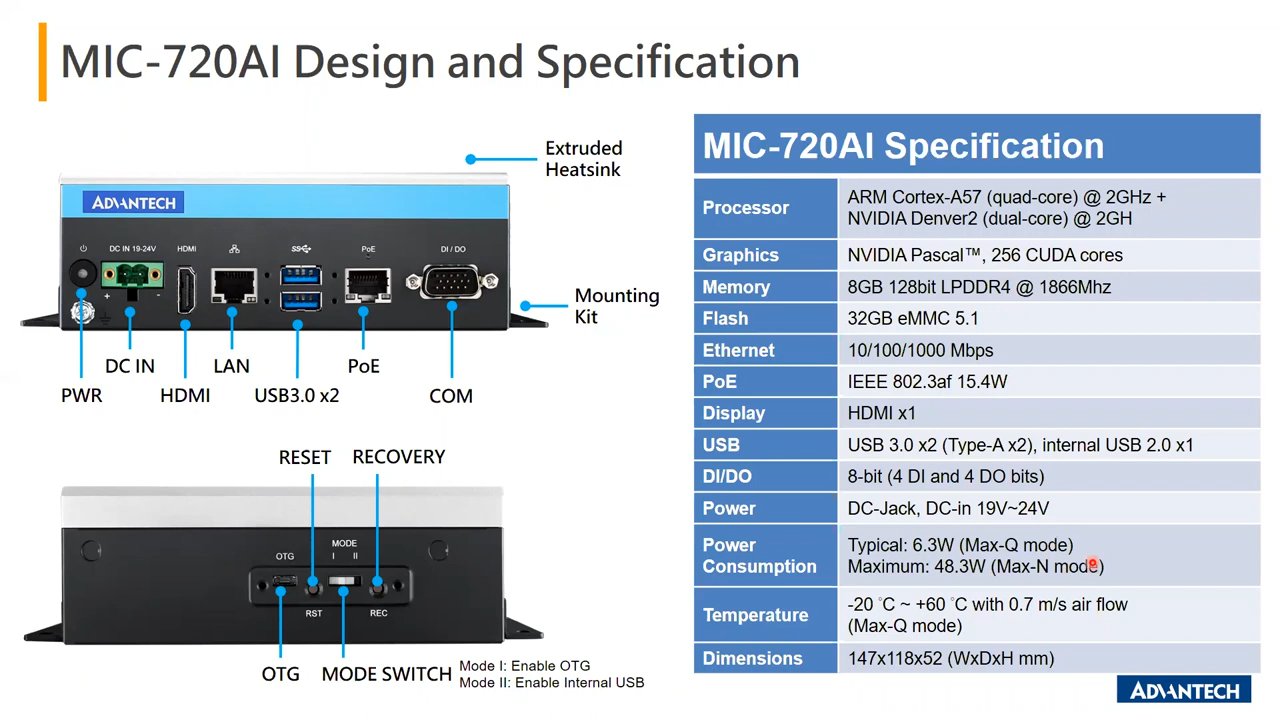 MIC-720AI Design and Specification
Extruded
Heatsink
ADVANTECH
DC IN 19-24V
HDMI
PoE
DI / DO
+
-
Mounting
Kit
DC IN
LAN
PoE
PWR
HDMI
USB3.0 x2
COM
RESET
RECOVERY
MODE
OTG
I
II
RST
REC
OTG
MODE SWITCH
Mode I: Enable OTG
Mode II: Enable Internal USB
MIC-720AI Specification
Processor
ARM Cortex-A57 (quad-core) @ 2GHz +
NVIDIA Denver2 (dual-core) @ 2GH
Graphics
NVIDIA Pascal™, 256 CUDA cores
Memory
8GB 128bit LPDDR4 @ 1866Mhz
Flash
32GB eMMC 5.1
Ethernet
10/100/1000 Mbps
PoE
IEEE 802.3af 15.4W
Display
HDMI x1
USB
USB 3.0 x2 (Type-A x2), internal USB 2.0 x1
DI/DO
8-bit (4 DI and 4 DO bits)
Power
DC-Jack, DC-in 19V~24V
Power
Consumption
Typical: 6.3W (Max-Q mode)
Maximum: 48.3W (Max-N mode)
Temperature
-20 °C ~ +60 °C with 0.7 m/s air flow
(Max-Q mode)
Dimensions
147x118x52 (WxDxH mm)
ADVANTECH